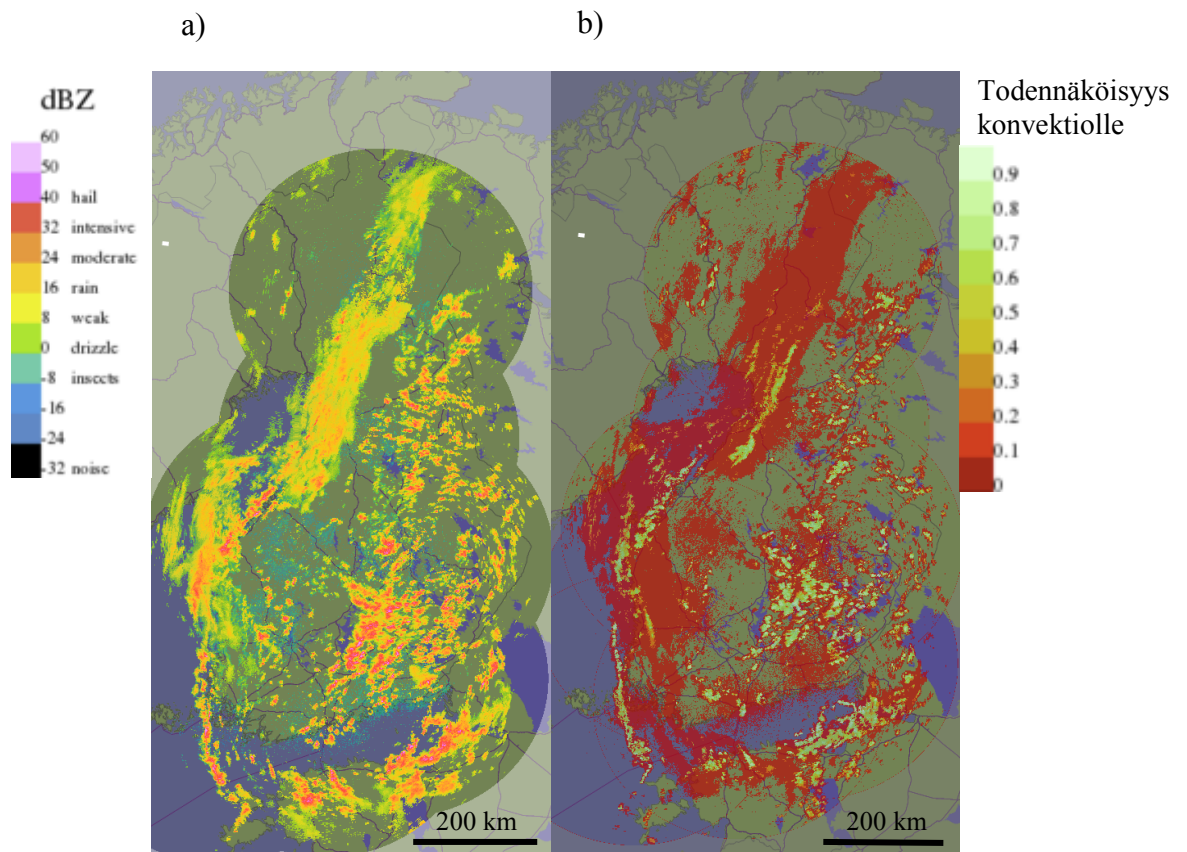 a)
b)
dBZ
60
50
40 hail
32 intensive
24 moderate
16 rain
8 weak
0 drizzle
-8 insects
-16
-24
-32 noise
Todennäköisyys
konvektiolle
0.9
0.8
0.7
0.6
0.5
0.4
0.3
0.2
0.1
0
200 km
200 km